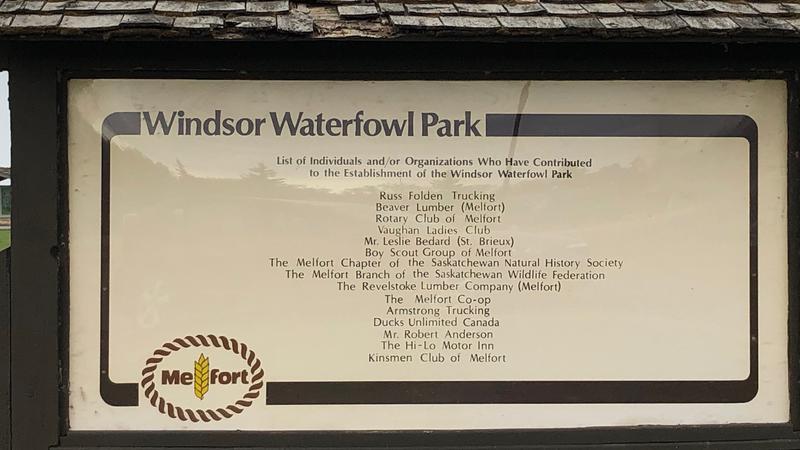 Windsor Waterfowl Park
List of Individuals and/or Organizations Who Have Contributed
to the Establishment of the Windsor Waterfowl Park
Russ Folden Trucking
Beaver Lumber (Melfort)
Rotary Club of Melfort
Vaughan Ladies Club
Mr. Leslie Bedard (St. Brieux)
Boy Scout Group of Melfort
The Melfort Chapter of the Saskatchewan Natural History Society
The Melfort Branch of the Saskatchewan Wildlife Federation
The Revelstoke Lumber Company (Melfort)
The Melfort Co-op
Armstrong Trucking
Ducks Unlimited Canada
Mr. Robert Anderson
The Hi-Lo Motor Inn
Kinsmen Club of Melfort
Melfort